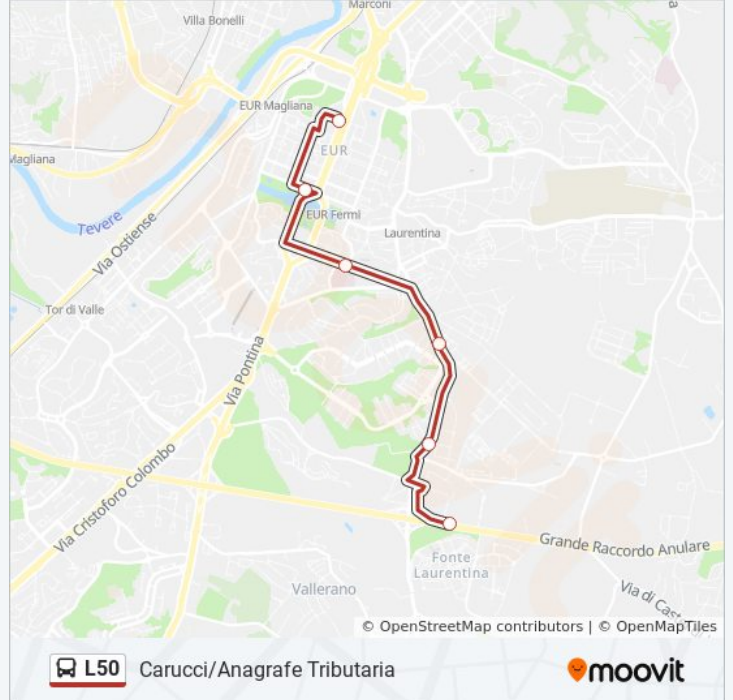 Marconi
Villa Bonelli
a
EUR Magliana
EUR
Magliana
Tevere
Via Ostiense
EUR Fermi
Laurentina
Tor di Valle
Via Pontina
Via Cristoforo Colombo
Grande Raccordo Anulare
Fonte
Laurentina
Vallerano
Via di Cast
© OpenStreetMap contributors | © OpenMapTiles
L50 Carucci/Anagrafe Tributaria
moovit